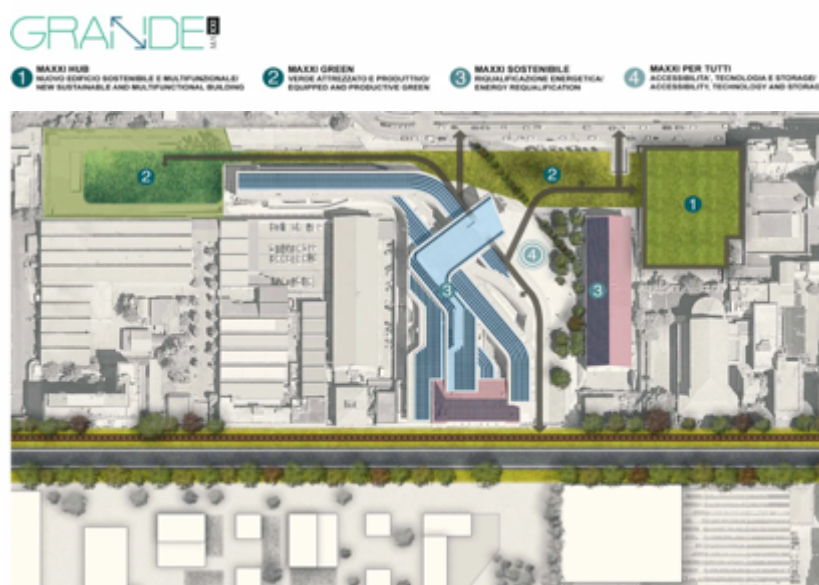 GRANDE MAXXI
1 MAXXI HUB
NUOVO EDIFICIO SOSTENIBILE E MULTIFUNZIONALE/
NEW SUSTAINABLE AND MULTIFUNCTIONAL BUILDING
2 MAXXI GREEN
VERDE ATTREZZATO E PRODUTTIVO/
EQUIPPED AND PRODUCTIVE GREEN
3 MAXXI SOSTENIBILE
RIQUALIFICAZIONE ENERGETICA/
ENERGY REQUALIFICATION
4 MAXXI PER TUTTI
ACCESSIBILITA', TECNOLOGIA E STORAGE/
ACCESSIBILITY, TECHNOLOGY AND STORAG
2
2
1
4
3
3